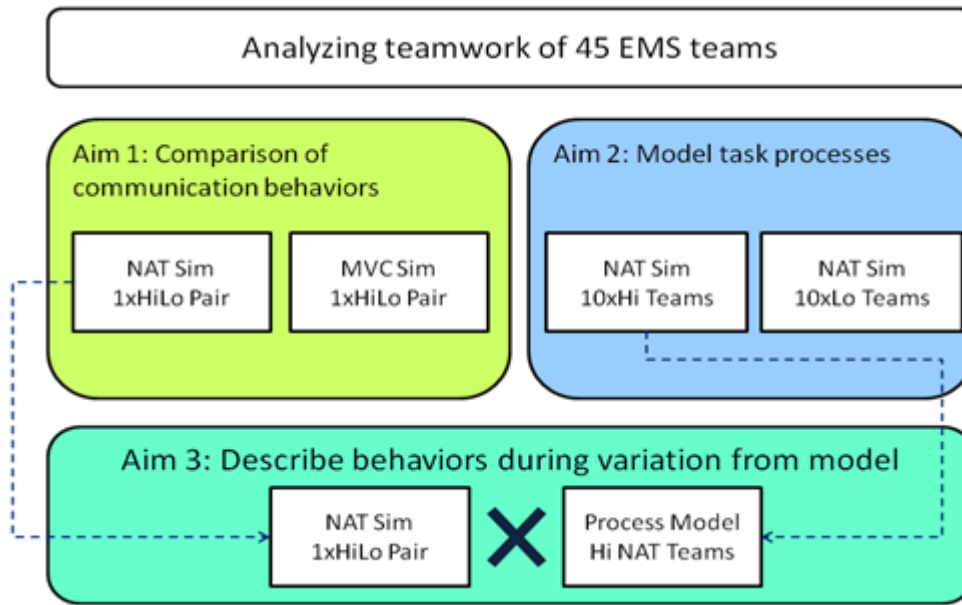 Analyzing teamwork of 45 EMS teams
Aim 1: Comparison of
communication behaviors
NAT Sim
1xHiLo Pair
MVC Sim
1xHiLo Pair
Aim 2: Model task processes
NAT Sim
10xHi Teams
NAT Sim
10xLo Teams
Aim 3: Describe behaviors during variation from model
NAT Sim
1xHiLo Pair
Process Model
Hi NAT Teams